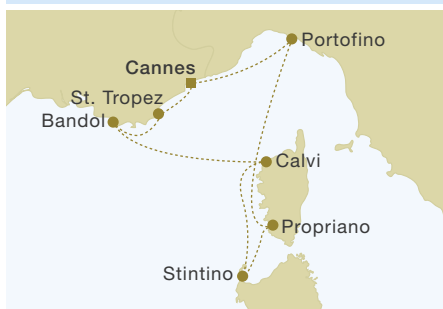 Portofino
Cannes
St. Tropez
Bandol
Calvi
Propriano
Stintino